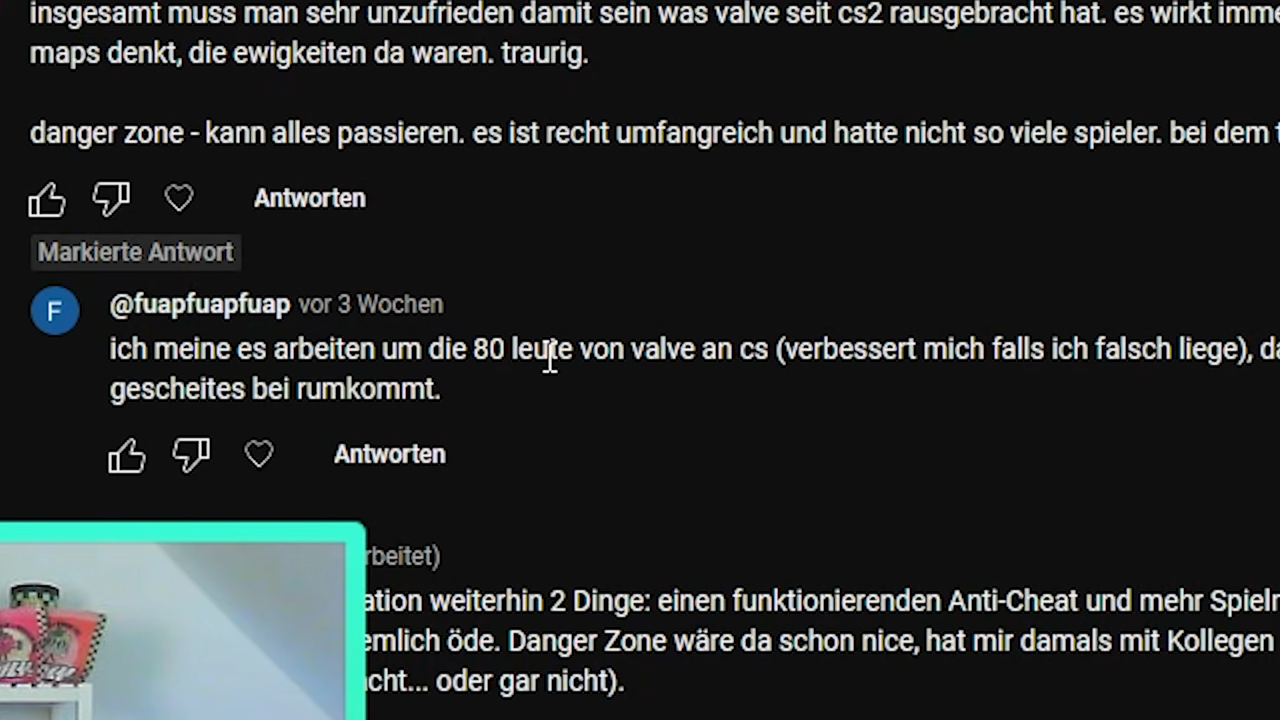 insgesamt muss man sehr unzufrieden damit sein was valve seit cs2 rausgebracht hat. es wirkt imme
maps denkt, die ewigkeiten da waren. traurig.
danger zone - kann alles passieren. es ist recht umfangreich und hatte nicht so viele spieler. bei dem t
Antworten
Markierte Antwort
F
@fuapfuapfuap vor 3 Wochen
ich meine es arbeiten um die 80 leute von valve an cs (verbessert mich falls ich falsch liege), da
gescheites bei rumkommt.
Antworten
rbeitet)
ation weiterhin 2 Dinge: einen funktionierenden Anti-Cheat und mehr Spielm
emlich öde. Danger Zone wäre da schon nice, hat mir damals mit Kollegen
cht... oder gar nicht).